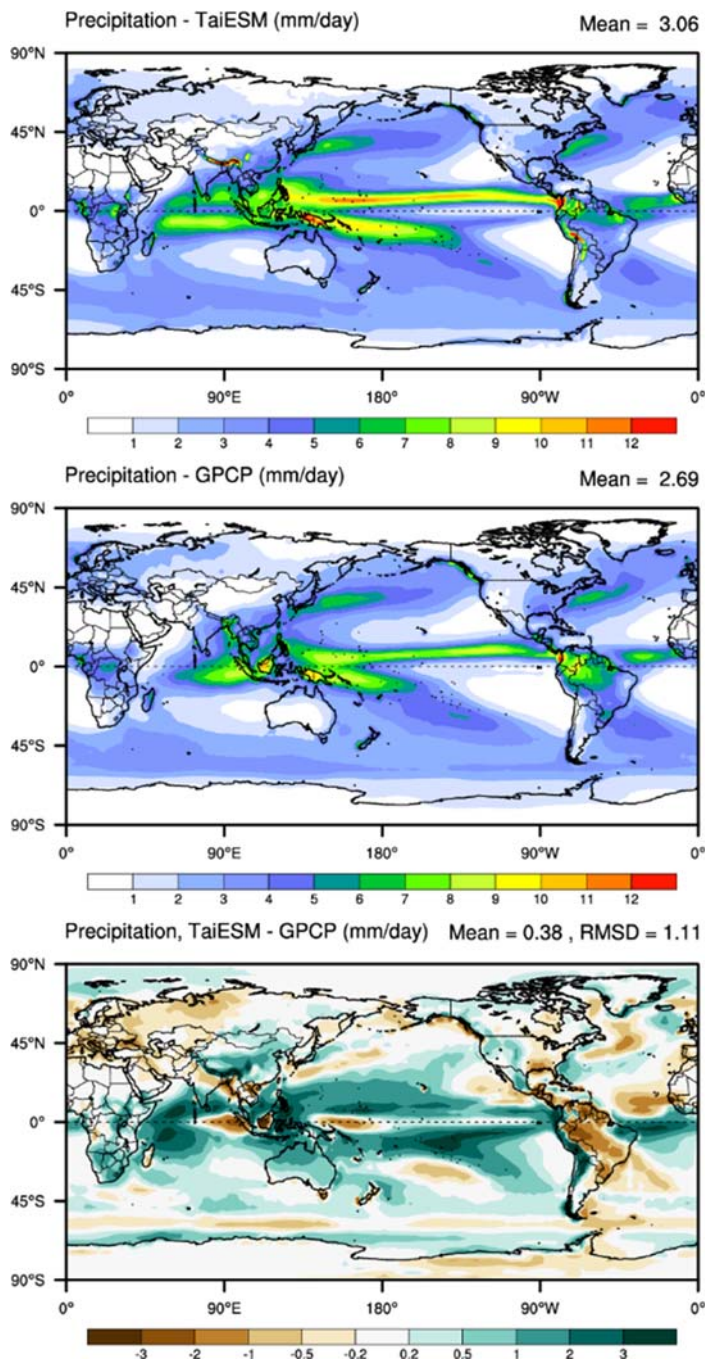 Precipitation - TaiESM (mm/day) Mean = 3.06
90°N
45°N
0°
45°S
90°S
0° 90°E 180° 90°W 0°
1 2 3 4 5 6 7 8 9 10 11 12
Precipitation - GPCP (mm/day) Mean = 2.69
90°N
45°N
0°
45°S
90°S
0° 90°E 180° 90°W 0°
1 2 3 4 5 6 7 8 9 10 11 12
Precipitation, TaiESM - GPCP (mm/day) Mean = 0.38 , RMSD = 1.11
90°N
45°N
0°
45°S
90°S
0° 90°E 180° 90°W 0°
-3 -2 -1 -0.5 -0.2 0.2 0.5 1 2 3